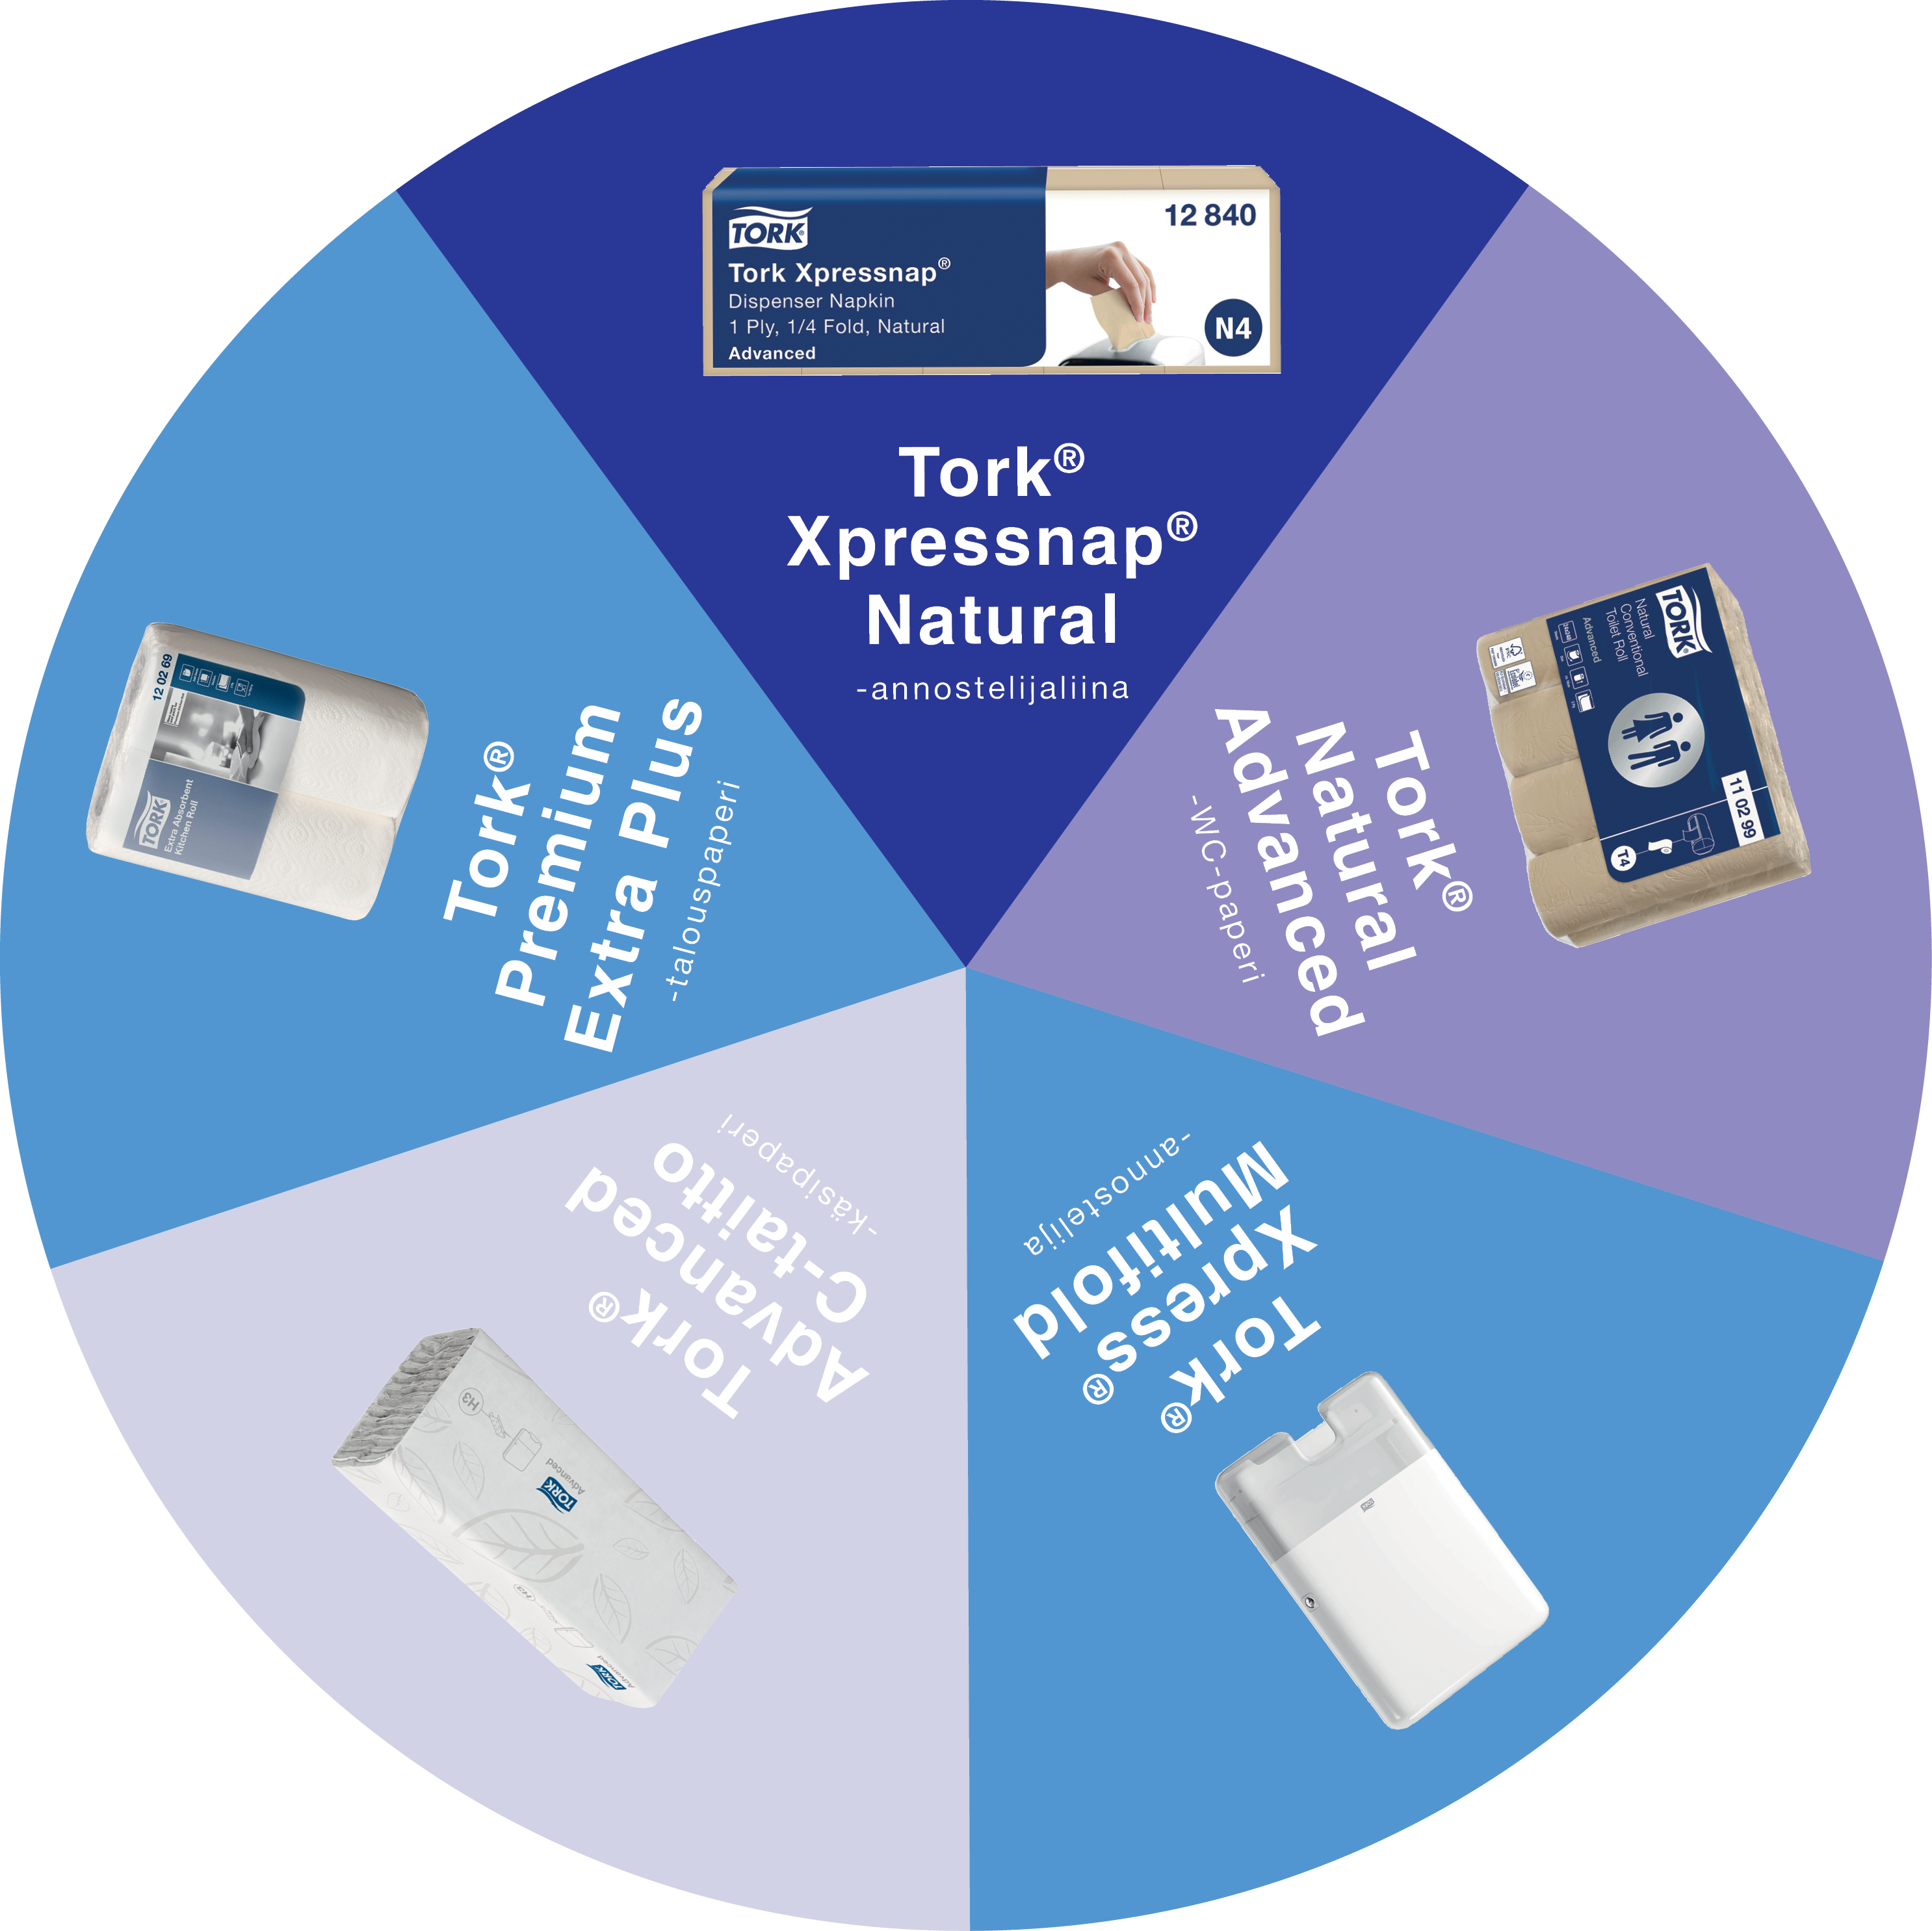 TORK®
Tork Xpressnap®
Dispenser Napkin
1 Ply, 1/4 Fold, Natural
Advanced
12 840
N4
Tork®
Xpressnap®
Natural
-annostelijaliina
TORK®
Natural
Conventional
Toilet Roll
Advanced
11 02 99
T4
Tork®
Natural
Advanced
-WC-paperi
Tork®
Xpress®
Multifold
-annostelija
H3
Advanced
TORK
H3
Advanced
TORK
Tork®
Advanced
C-taitto
-käsipaperi
12 02 69
TORK
Extra Absorbent
Kitchen Roll
Tork®
Premium
Extra Plus
-talouspaperi